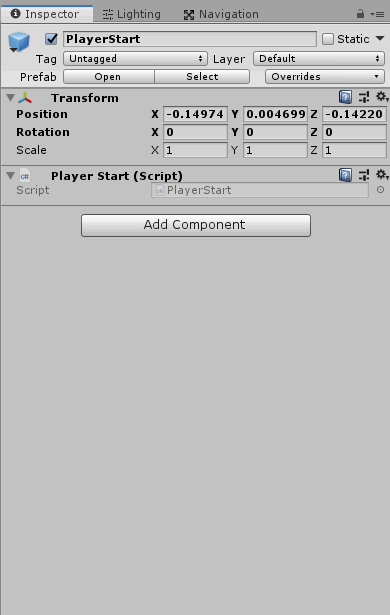 Inspector Lighting Navigation
PlayerStart Static
Tag Untagged Layer Default
Prefab Open Select Overrides
Transform
Position X -0.14974 Y 0.004699 Z -0.14220
Rotation X 0 Y 0 Z 0
Scale X 1 Y 1 Z 1
Player Start (Script)
Script PlayerStart
Add Component